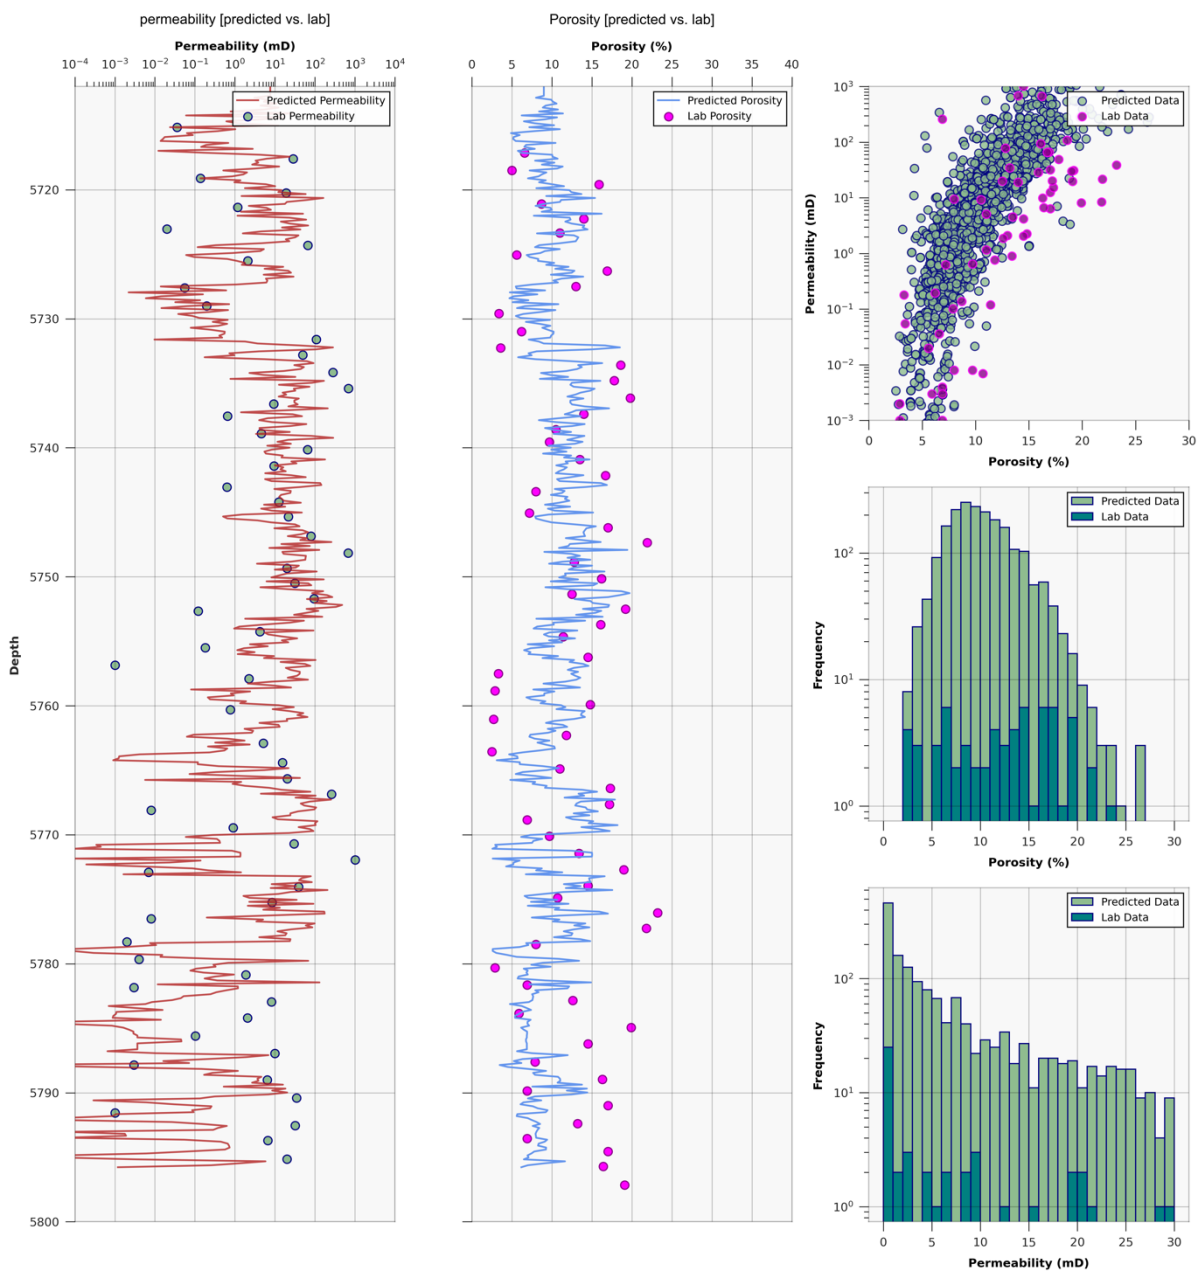 permeability [predicted vs. lab]
Permeability (mD)
10⁻⁴ 10⁻³ 10⁻² 10⁻¹ 10⁰ 10¹ 10² 10³ 10⁴
Predicted Permeability
Lab Permeability
Depth
5720
5730
5740
5750
5760
5770
5780
5790
5800
Porosity [predicted vs. lab]
Porosity (%)
0 5 10 15 20 25 30 35 40
Predicted Porosity
Lab Porosity
Predicted Data
Lab Data
Permeability (mD)
10³
10²
10¹
10⁰
10⁻¹
10⁻²
10⁻³
0 5 10 15 20 25 30
Porosity (%)
Predicted Data
Lab Data
Frequency
10²
10¹
10⁰
0 5 10 15 20 25 30
Porosity (%)
Predicted Data
Lab Data
Frequency
10²
10¹
10⁰
0 5 10 15 20 25 30
Permeability (mD)